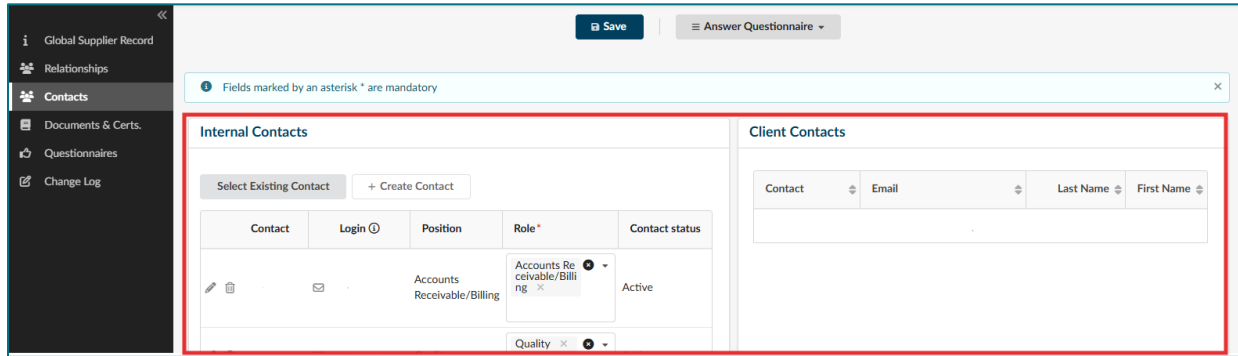 Save
Answer Questionnaire
Global Supplier Record
Relationships
Contacts
Documents & Certs.
Questionnaires
Change Log
Fields marked by an asterisk * are mandatory
Internal Contacts
Select Existing Contact
+ Create Contact
Contact Login Position Role* Contact status
Accounts
Receivable/Billing
Accounts Re
ceivable/Billi
ng
Active
Quality
Client Contacts
Contact Email Last Name First Name